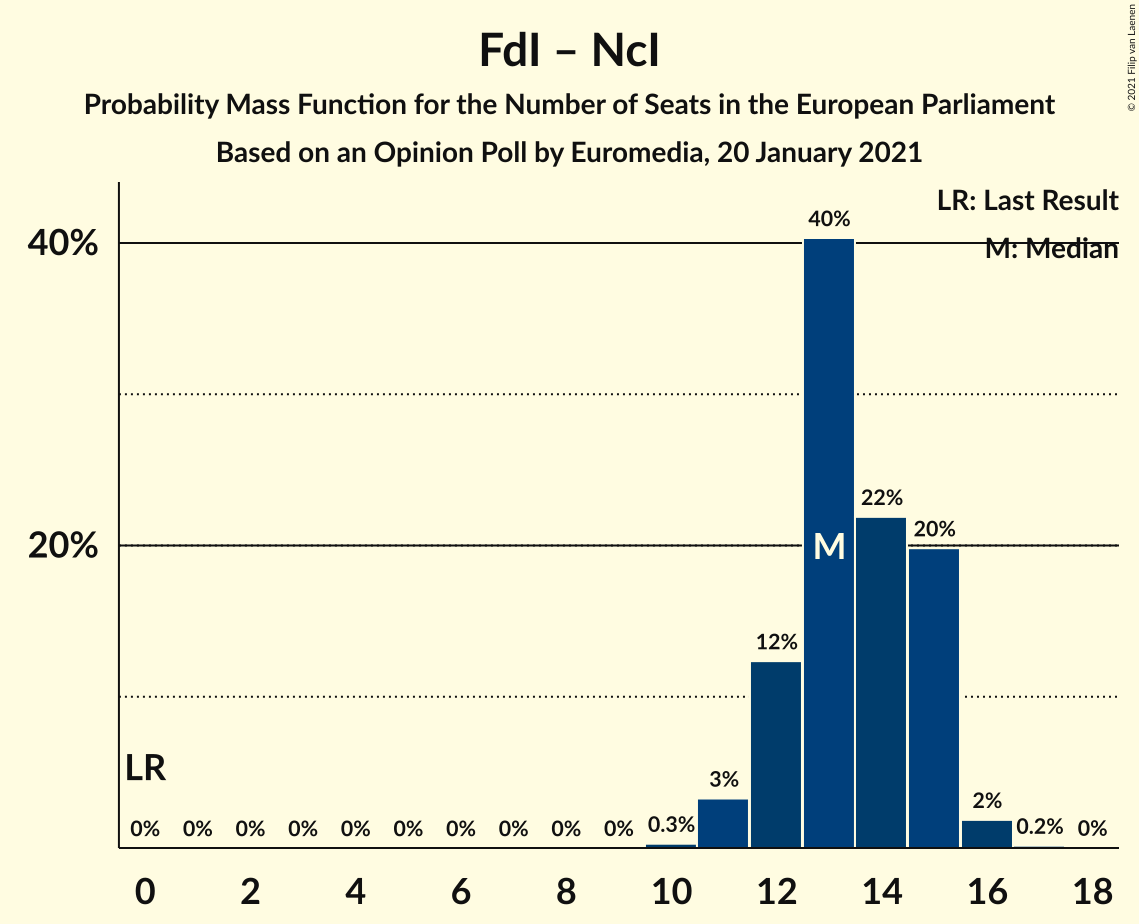 FdI – NcI
Probability Mass Function for the Number of Seats in the European Parliament
Based on an Opinion Poll by Euromedia, 20 January 2021
© 2021 Filip van Laenen
LR: Last Result
M: Median
40%
20%
40%
22%
20%
M
12%
LR
3%
2%
0% 0% 0% 0% 0% 0% 0% 0% 0% 0% 0.3% 0.2% 0%
0 2 4 6 8 10 12 14 16 18